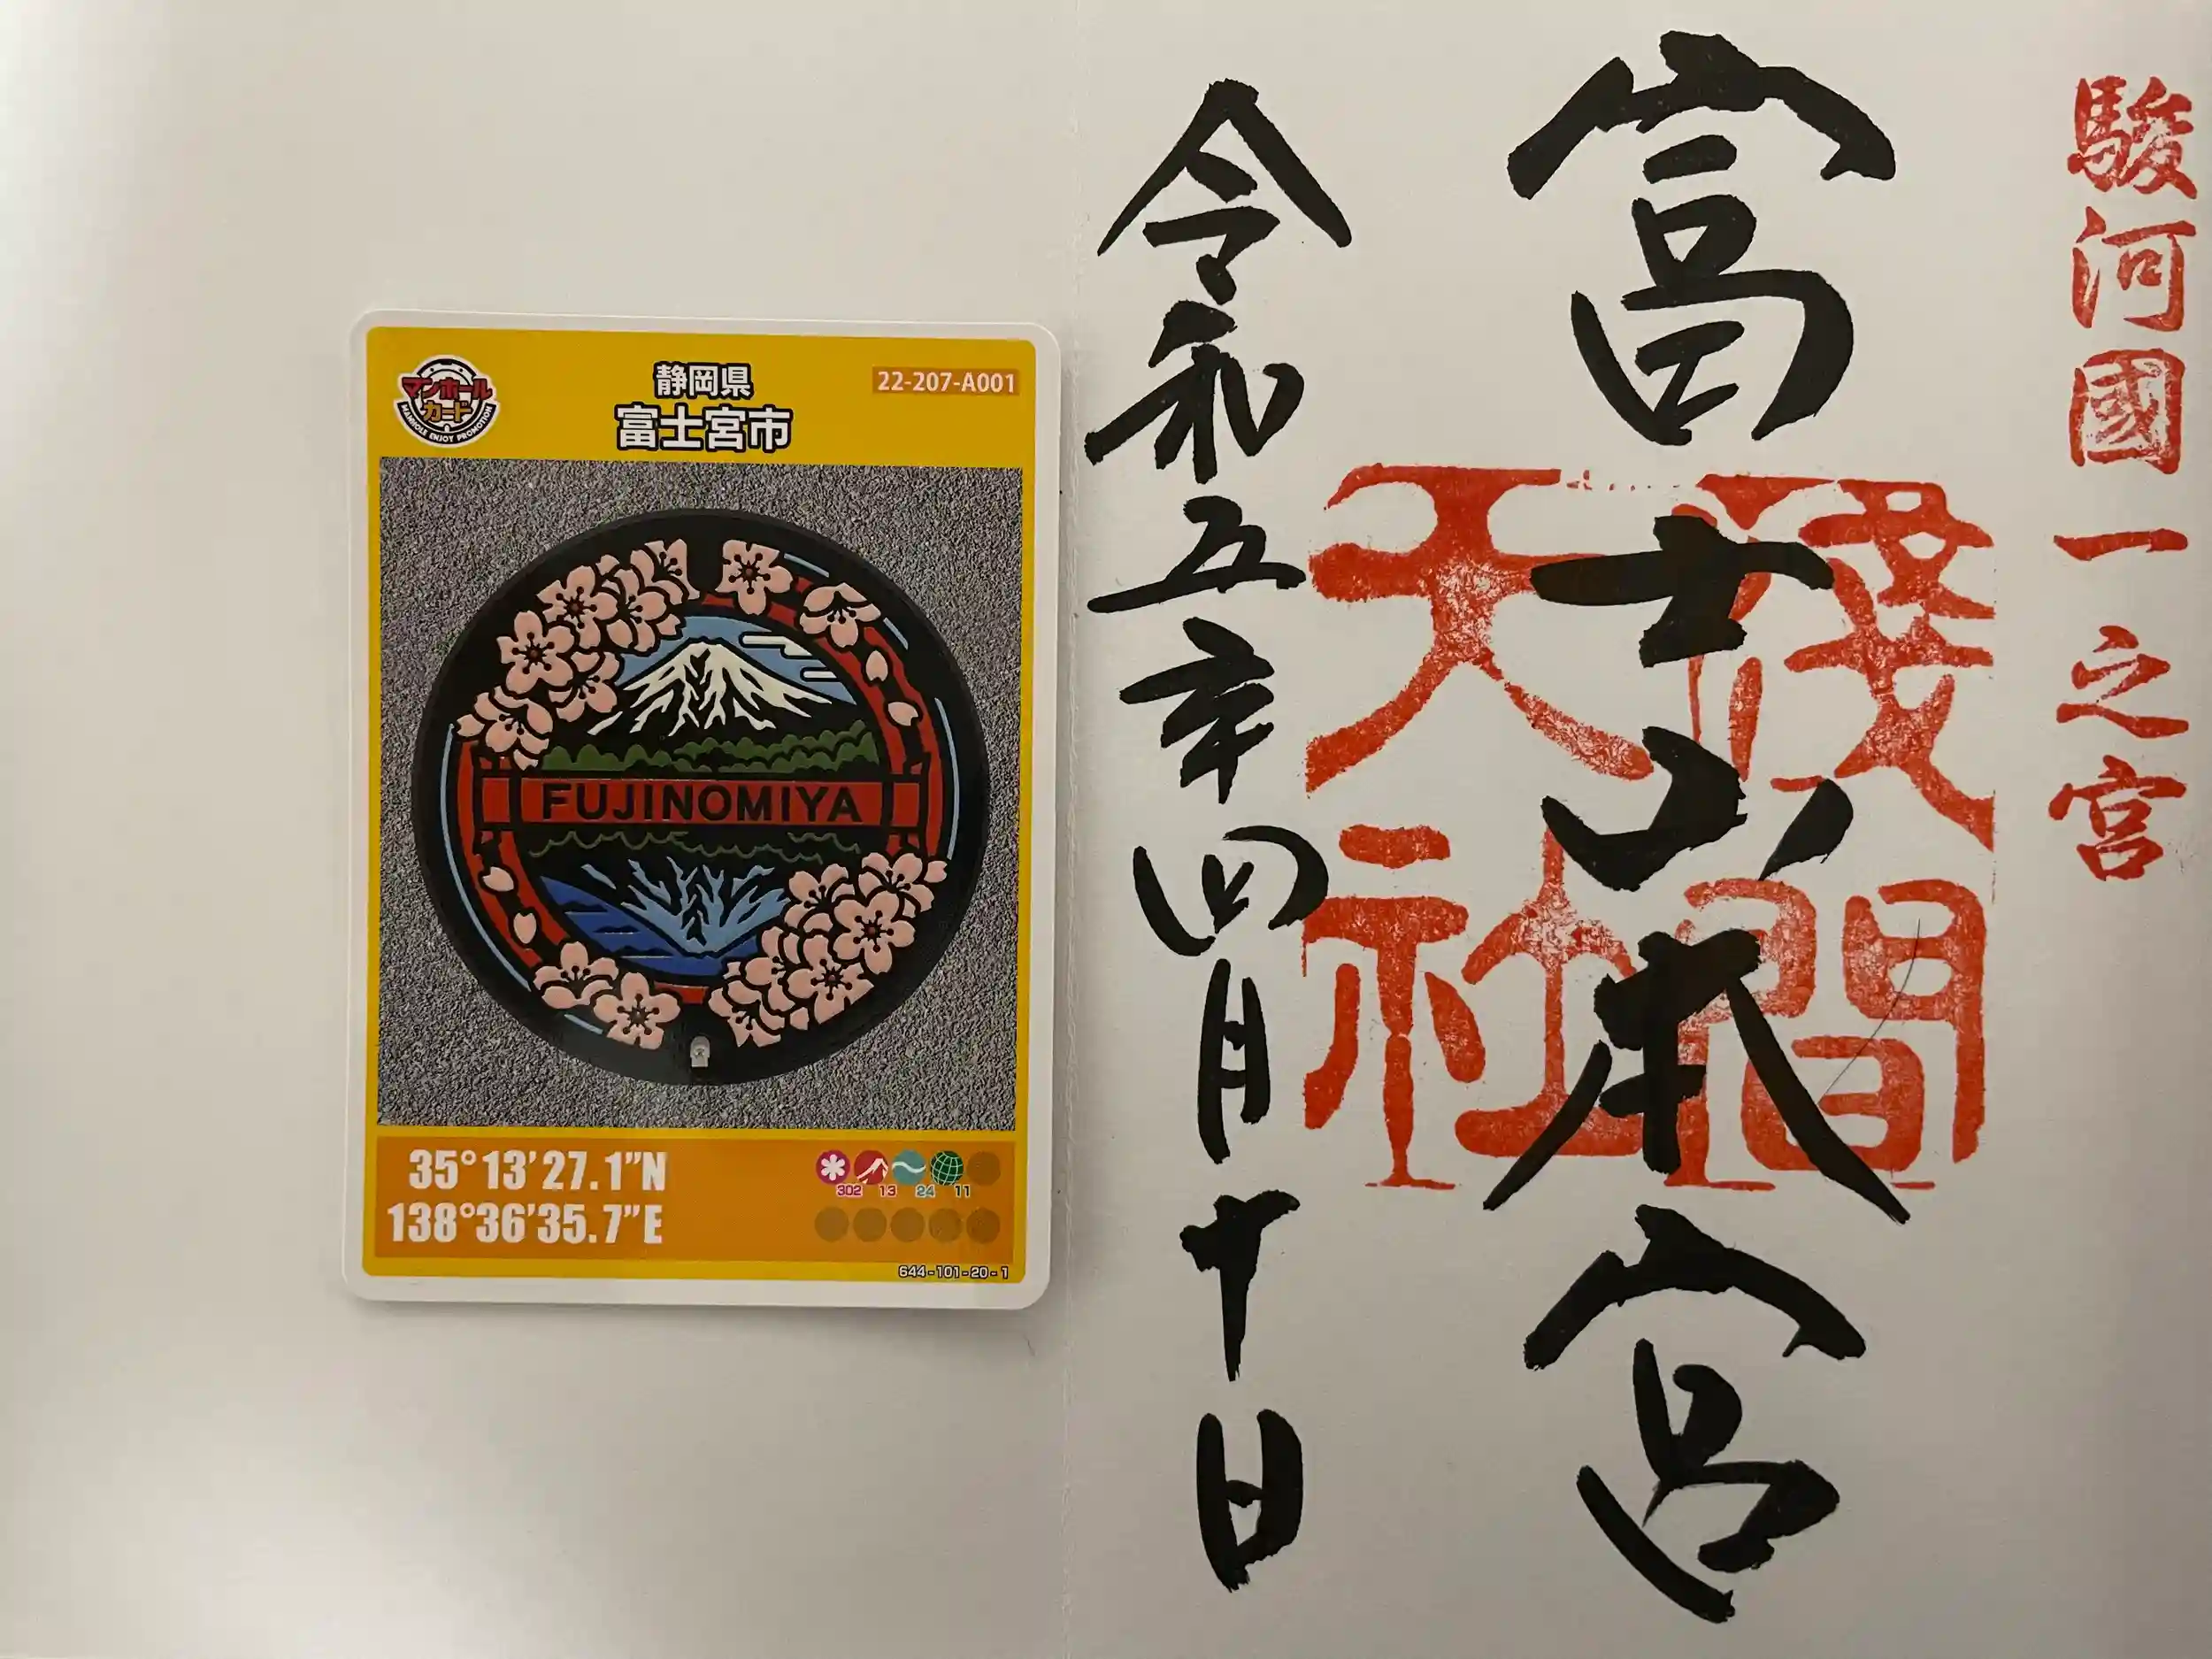 駿河國一之宮
富士山本宮
淺間大社
令和五年四月十日
マンホールカード
MANHOLE ENJOY PROMOTION
静岡県
富士宮市
22-207-A001
FUJINOMIYA
35°13’27.1”N
138°36’35.7”E
302 13 24 11
644-101-20-1